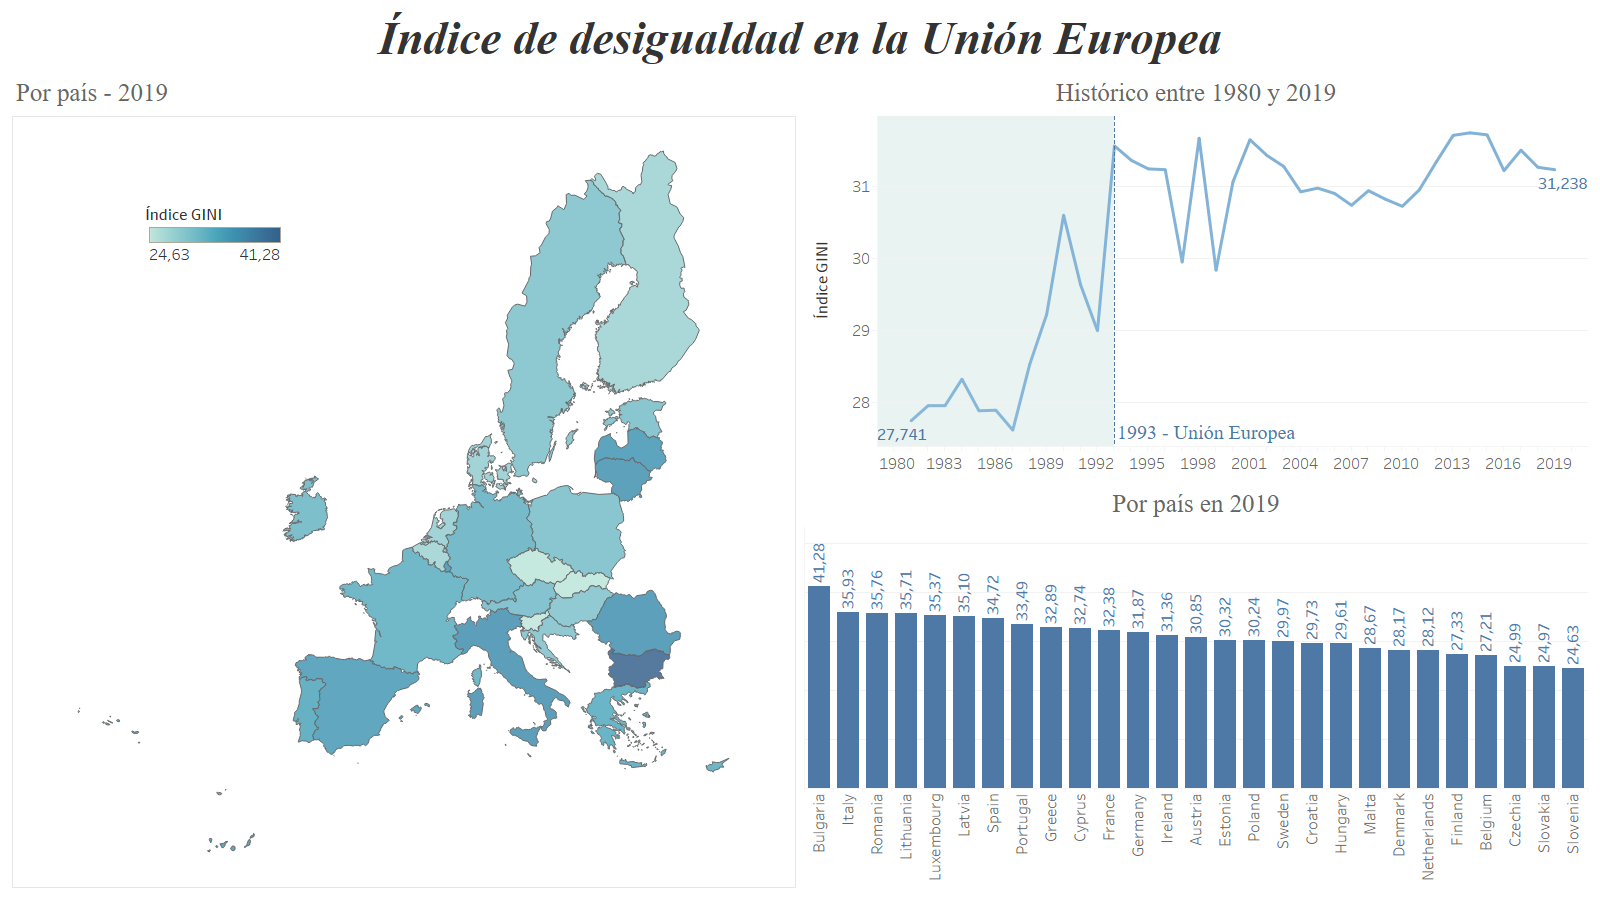 Índice de desigualdad en la Unión Europea
Por país - 2019
Índice GINI
24,63 41,28
Histórico entre 1980 y 2019
Índice GINI
31
30
29
28
27,741
31,238
1993 - Unión Europea
1980 1983 1986 1989 1992 1995 1998 2001 2004 2007 2010 2013 2016 2019
Por país en 2019
41,28 35,93 35,76 35,71 35,37 35,10 34,72 33,49 32,89 32,74 32,38 31,87 31,36 30,85 30,32 30,24 29,97 29,73 29,61 28,67 28,17 28,12 27,33 27,21 24,99 24,97 24,63
Bulgaria Italy Romania Lithuania Luxembourg Latvia Spain Portugal Greece Cyprus France Germany Ireland Austria Estonia Poland Sweden Croatia Hungary Malta Denmark Netherlands Finland Belgium Czechia Slovakia Slovenia